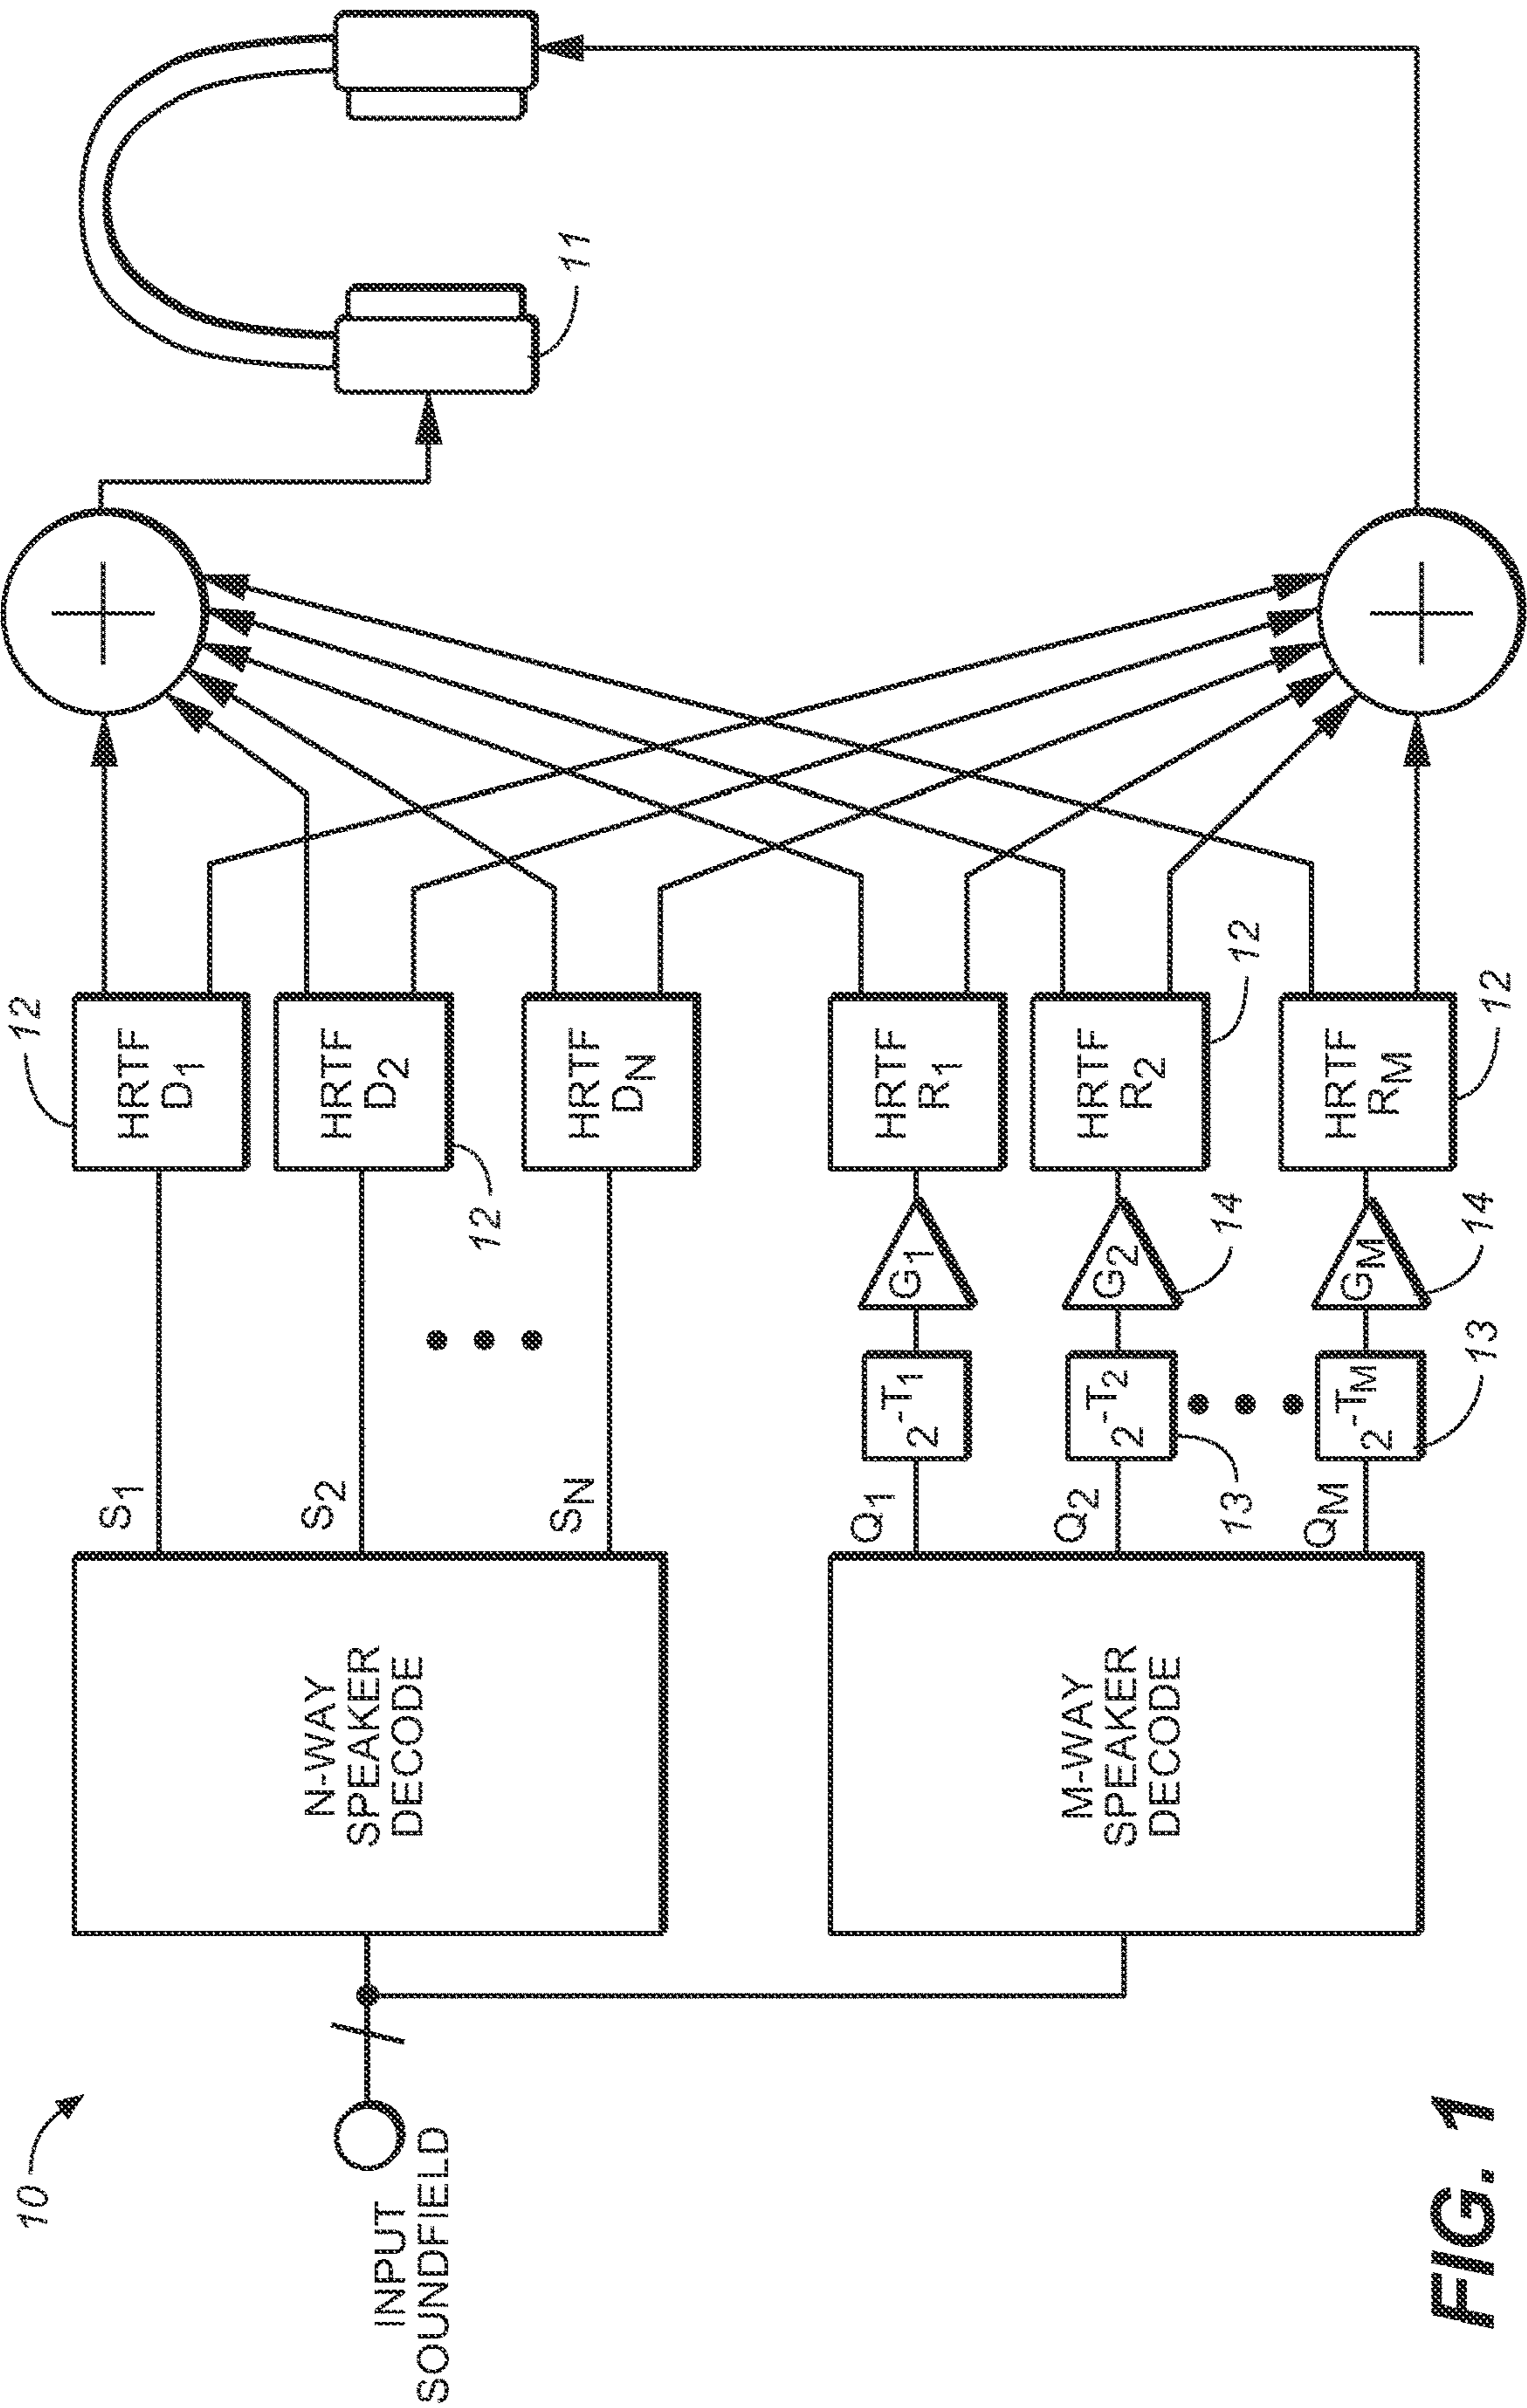 10
INPUT
SOUNDFIELD
N-WAY
SPEAKER
DECODE
M-WAY
SPEAKER
DECODE
S1
S2
SN
Q1
Q2
QM
2-T1
2-T2
2-TM
13
13
G1
G2
GM
14
14
HRTF
D1
HRTF
D2
HRTF
DN
HRTF
R1
HRTF
R2
HRTF
RM
12
12
12
12
11
FIG. 1